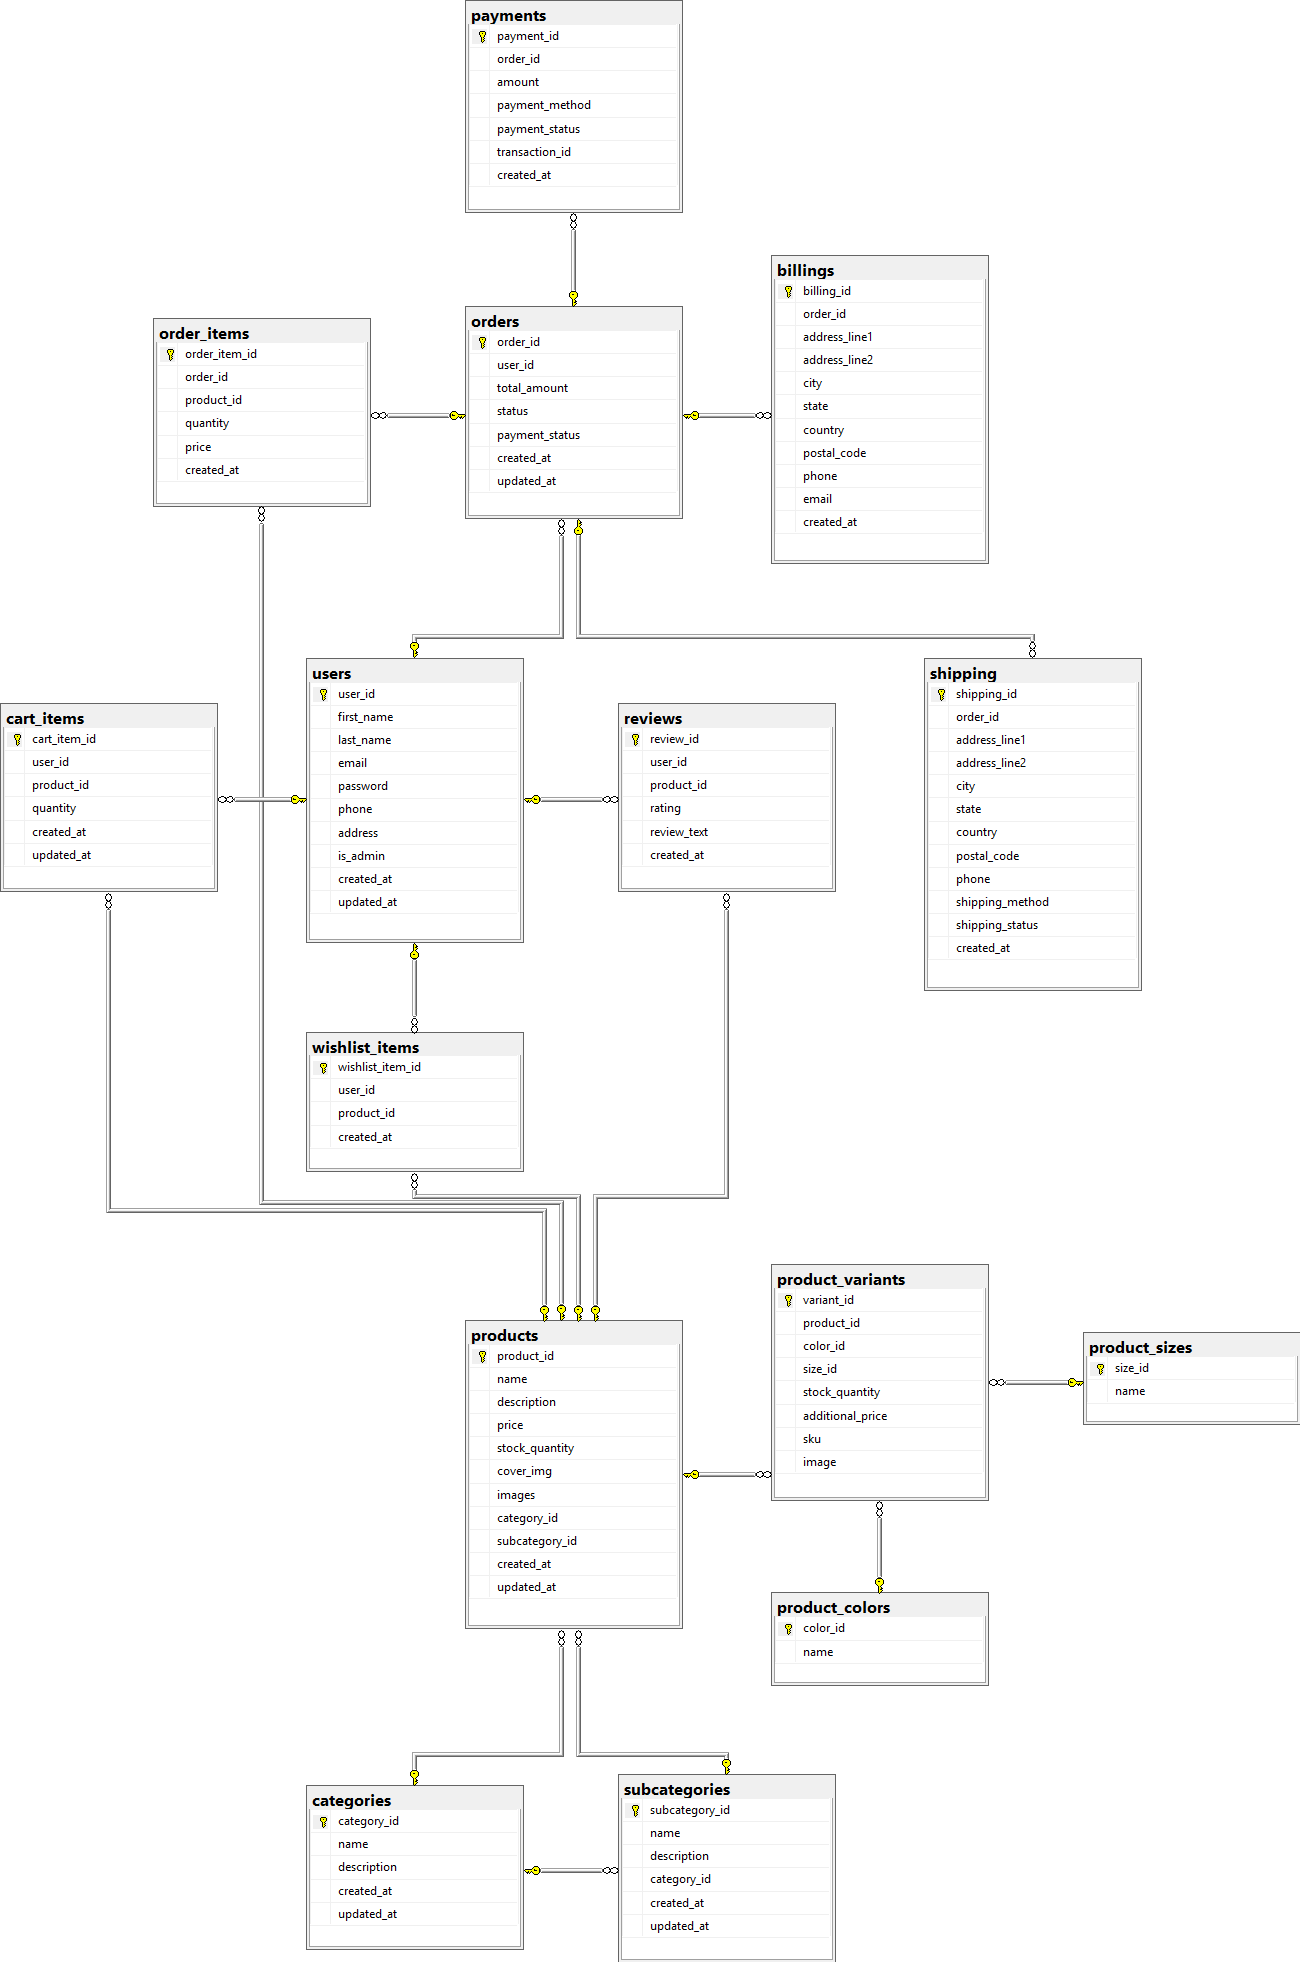 payments
payment_id
order_id
amount
payment_method
payment_status
transaction_id
created_at
billings
billing_id
order_id
address_line1
address_line2
city
state
country
postal_code
phone
email
created_at
orders
order_id
user_id
total_amount
status
payment_status
created_at
updated_at
order_items
order_item_id
order_id
product_id
quantity
price
created_at
users
user_id
first_name
last_name
email
password
phone
address
is_admin
created_at
updated_at
shipping
shipping_id
order_id
address_line1
address_line2
city
state
country
postal_code
phone
shipping_method
shipping_status
created_at
cart_items
cart_item_id
user_id
product_id
quantity
created_at
updated_at
reviews
review_id
user_id
product_id
rating
review_text
created_at
wishlist_items
wishlist_item_id
user_id
product_id
created_at
product_variants
variant_id
product_id
color_id
size_id
stock_quantity
additional_price
sku
image
products
product_id
name
description
price
stock_quantity
cover_img
images
category_id
subcategory_id
created_at
updated_at
product_sizes
size_id
name
product_colors
color_id
name
categories
category_id
name
description
created_at
updated_at
subcategories
subcategory_id
name
description
category_id
created_at
updated_at